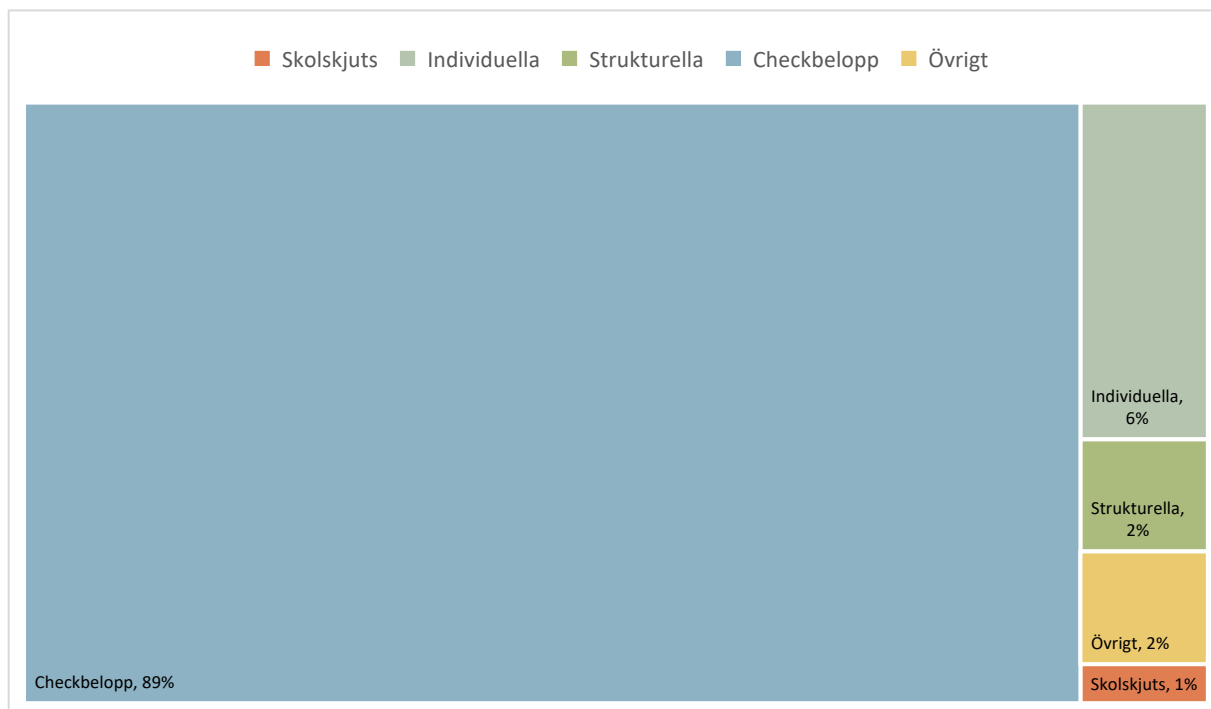 Skolskjuts Individuella Strukturella Checkbelopp Övrigt
Individuella,
6%
Strukturella,
2%
Övrigt, 2%
Checkbelopp, 89%
Skolskjuts, 1%